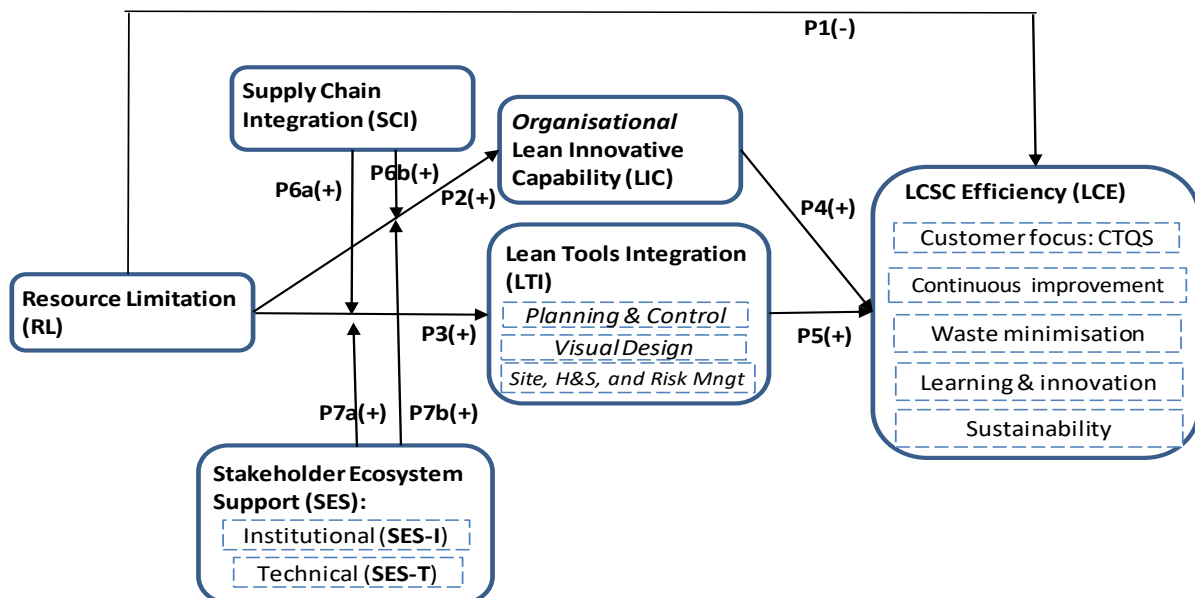 P1(-)
Supply Chain
Integration (SCI)
Organisational
Lean Innovative
Capability (LIC)
P6a(+)
P6b(+)
P2(+)
P4(+)
LCSC Efficiency (LCE)
Customer focus: CTQS
Continuous improvement
Waste minimisation
Learning & innovation
Sustainability
Lean Tools Integration
(LTI)
Planning & Control
Visual Design
Site, H&S, and Risk Mngt
Resource Limitation
(RL)
P3(+)
P5(+)
P7a(+)
P7b(+)
Stakeholder Ecosystem
Support (SES):
Institutional (SES-I)
Technical (SES-T)